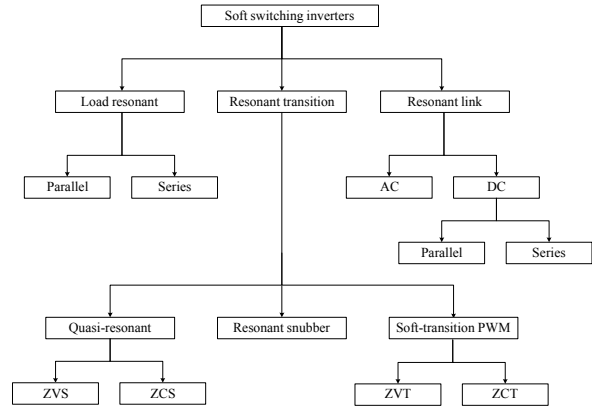 Soft switching inverters
Load resonant
Resonant transition
Resonant link
Parallel
Series
AC
DC
Parallel
Series
Quasi-resonant
Resonant snubber
Soft-transition PWM
ZVS
ZCS
ZVT
ZCT